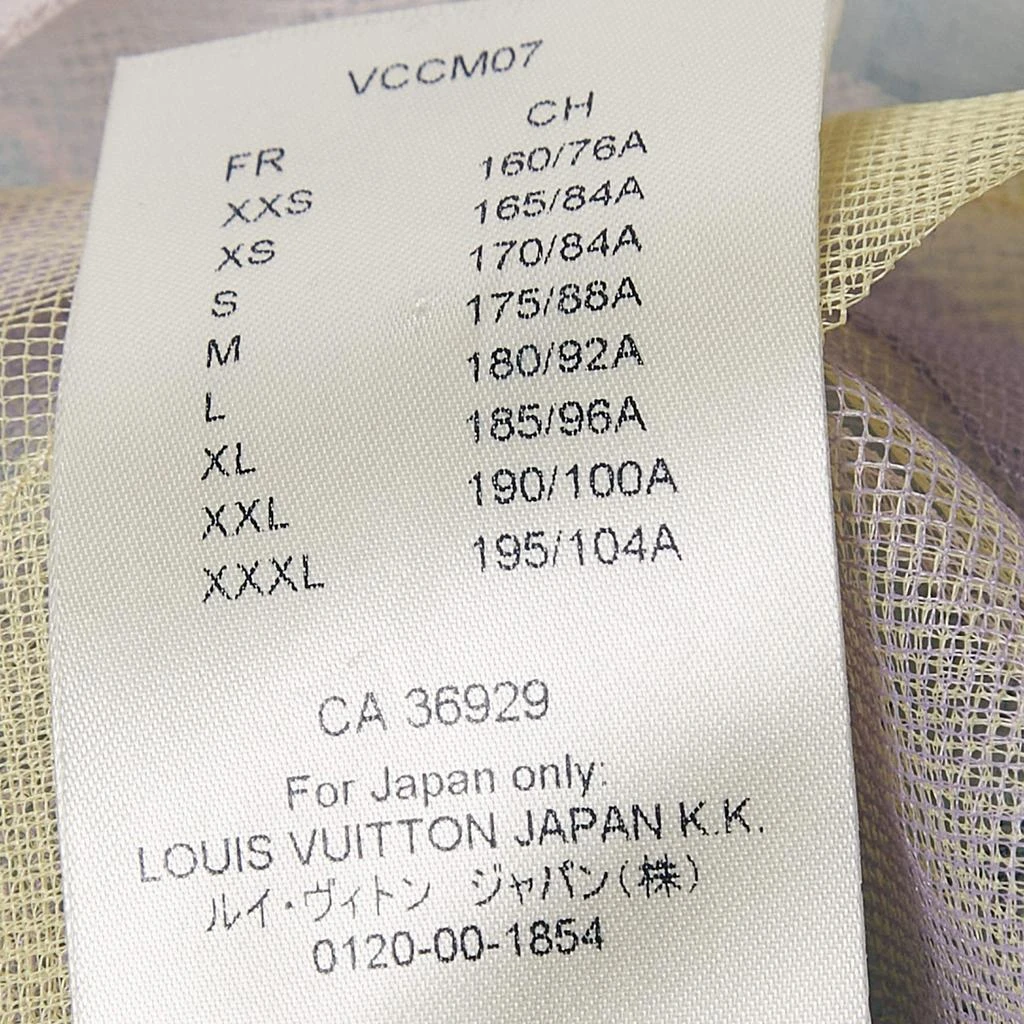 VCCM07
FR CH
XXS 160/76A
XS 165/84A
S 170/84A
M 175/88A
L 180/92A
XL 185/96A
XXL 190/100A
XXXL 195/104A
CA 36929
For Japan only:
LOUIS VUITTON JAPAN K.K.
ルイ・ヴィトン ジャパン(株)
0120-00-1854